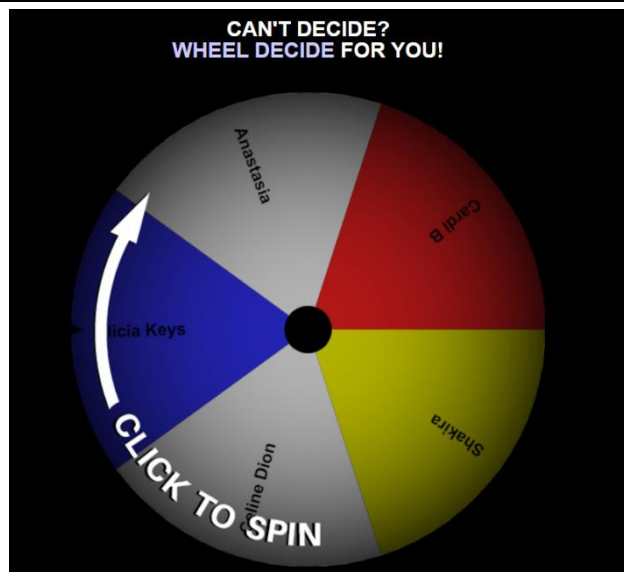 CAN'T DECIDE?
WHEEL DECIDE FOR YOU!
Anastasia
Cardi B
licia Keys
Shakira
Celine Dion
CLICK TO SPIN